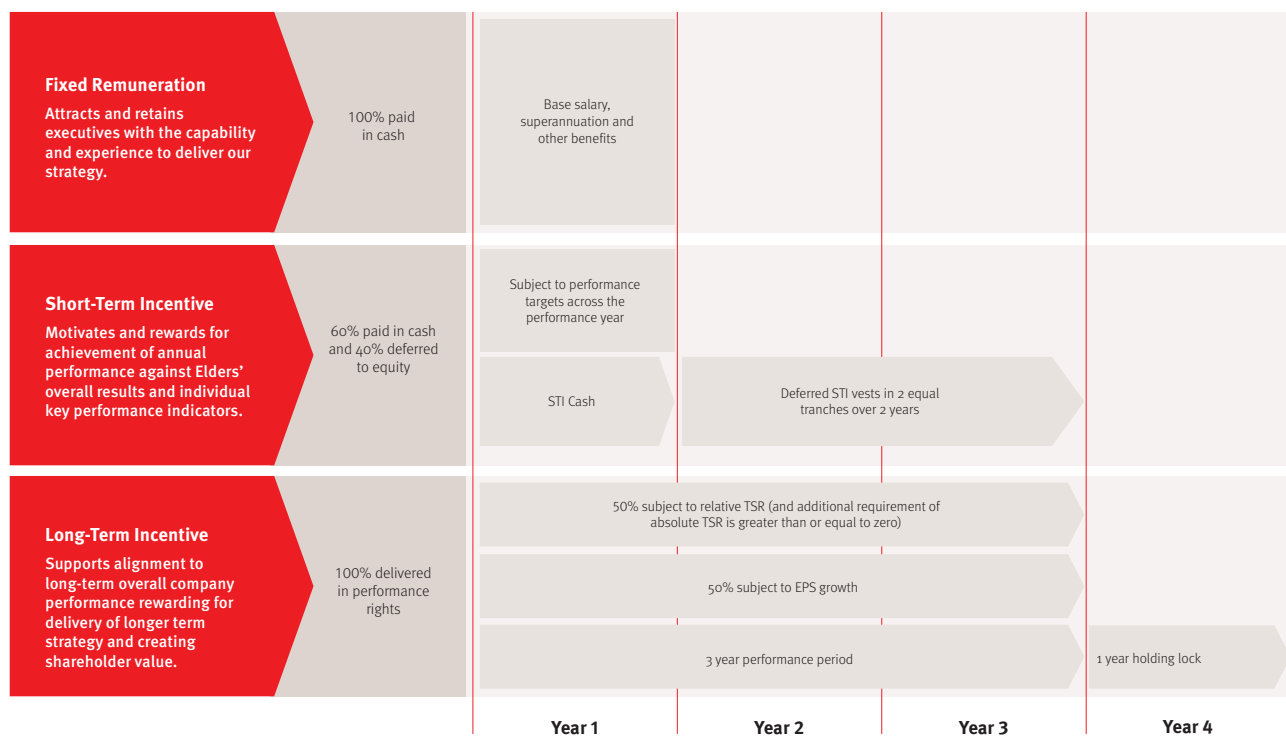 Fixed Remuneration
Attracts and retains
executives with the capability
and experience to deliver our
strategy.
100% paid
in cash
Base salary,
superannuation and
other benefits
Short-Term Incentive
Motivates and rewards for
achievement of annual
performance against Elders’
overall results and individual
key performance indicators.
60% paid in cash
and 40% deferred
to equity
Subject to performance
targets across the
performance year
STI Cash
Deferred STI vests in 2 equal
tranches over 2 years
Long-Term Incentive
Supports alignment to
long-term overall company
performance rewarding for
delivery of longer term
strategy and creating
shareholder value.
100% delivered
in performance
rights
50% subject to relative TSR (and additional requirement of
absolute TSR is greater than or equal to zero)
50% subject to EPS growth
3 year performance period
1 year holding lock
Year 1
Year 2
Year 3
Year 4